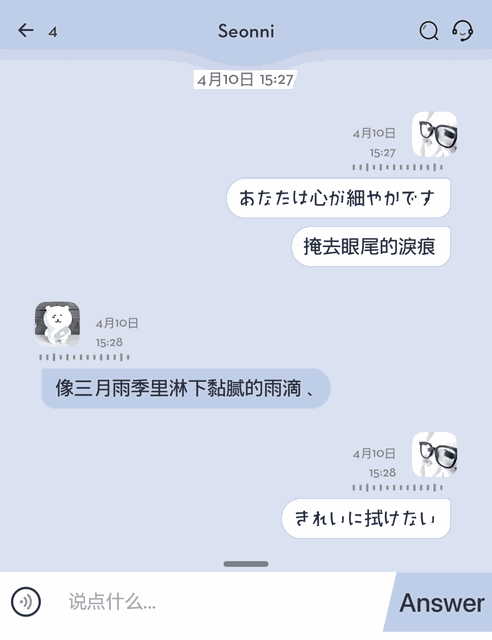 4
Seonni
4月10日 15:27
4月10日
15:27
あなたは心が細やかです
掩去眼尾的淚痕
4月10日
15:28
像三月雨季里淋下黏腻的雨滴、
4月10日
15:28
きれいに拭けない
说点什么...
Answer